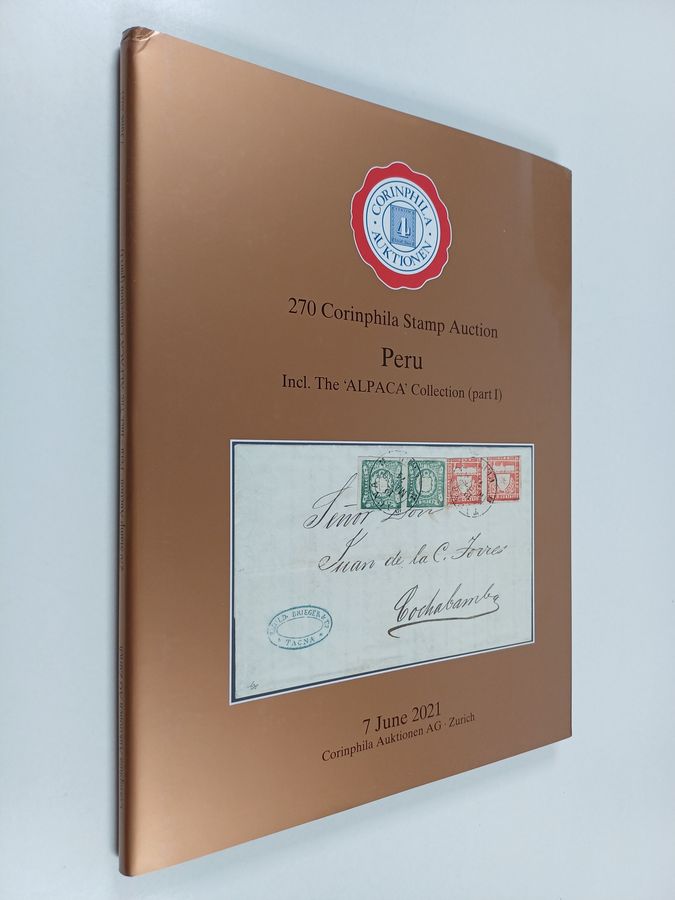 CORINPHILA
AUKTIONEN
270 Corinphila Stamp Auction
Peru
Incl. The ‘ALPACA’ Collection (part I)
Señor Don
Juan de la C. Torres
Cochabamba
BRIEGER &
TACNA
7 June 2021
Corinphila Auktionen AG · Zurich